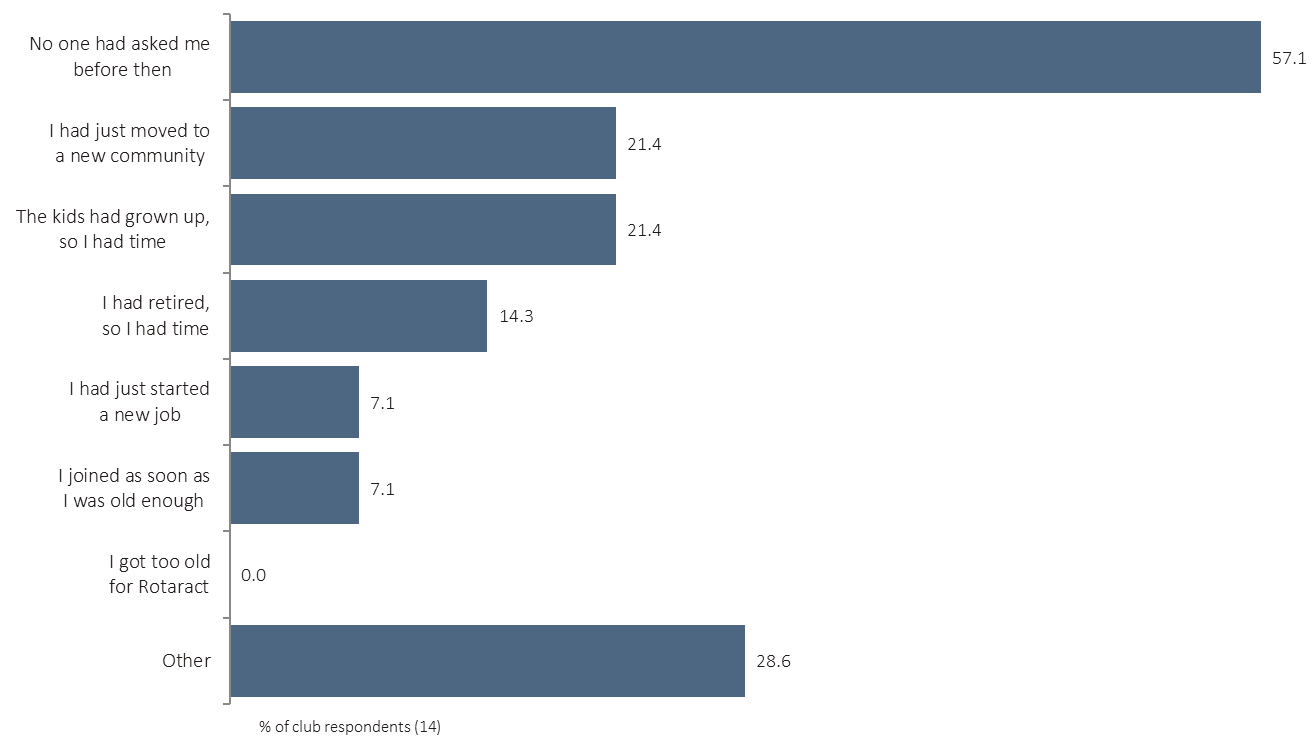 No one had asked me
before then
57.1
I had just moved to
a new community
21.4
The kids had grown up,
so I had time
21.4
I had retired,
so I had time
14.3
I had just started
a new job
7.1
I joined as soon as
I was old enough
7.1
I got too old
for Rotaract
0.0
Other
28.6
% of club respondents (14)